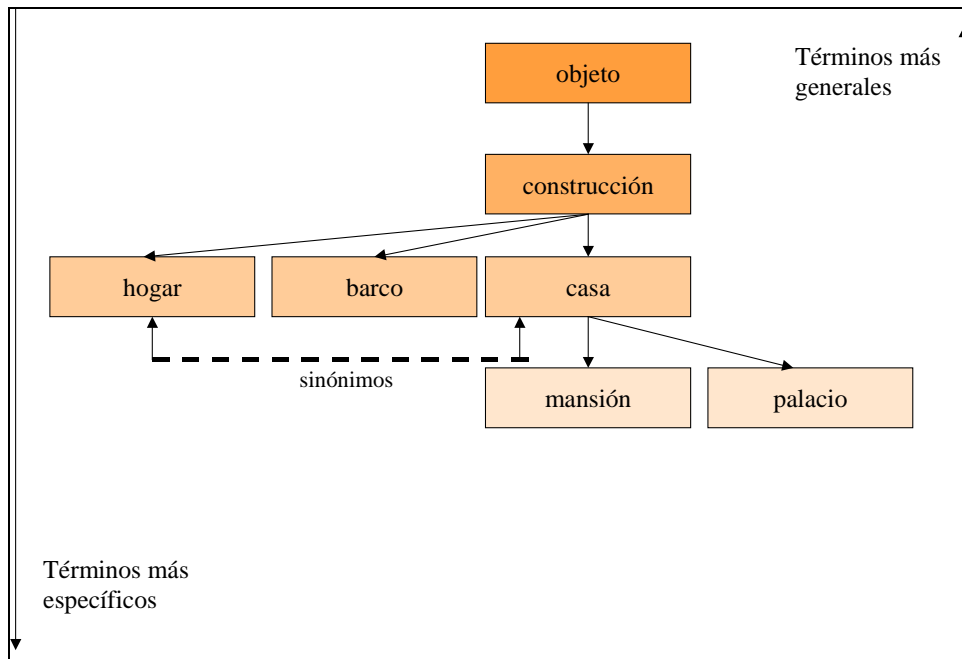 objeto
Términos más
generales
construcción
hogar
barco
casa
sinónimos
mansión
palacio
Términos más
específicos